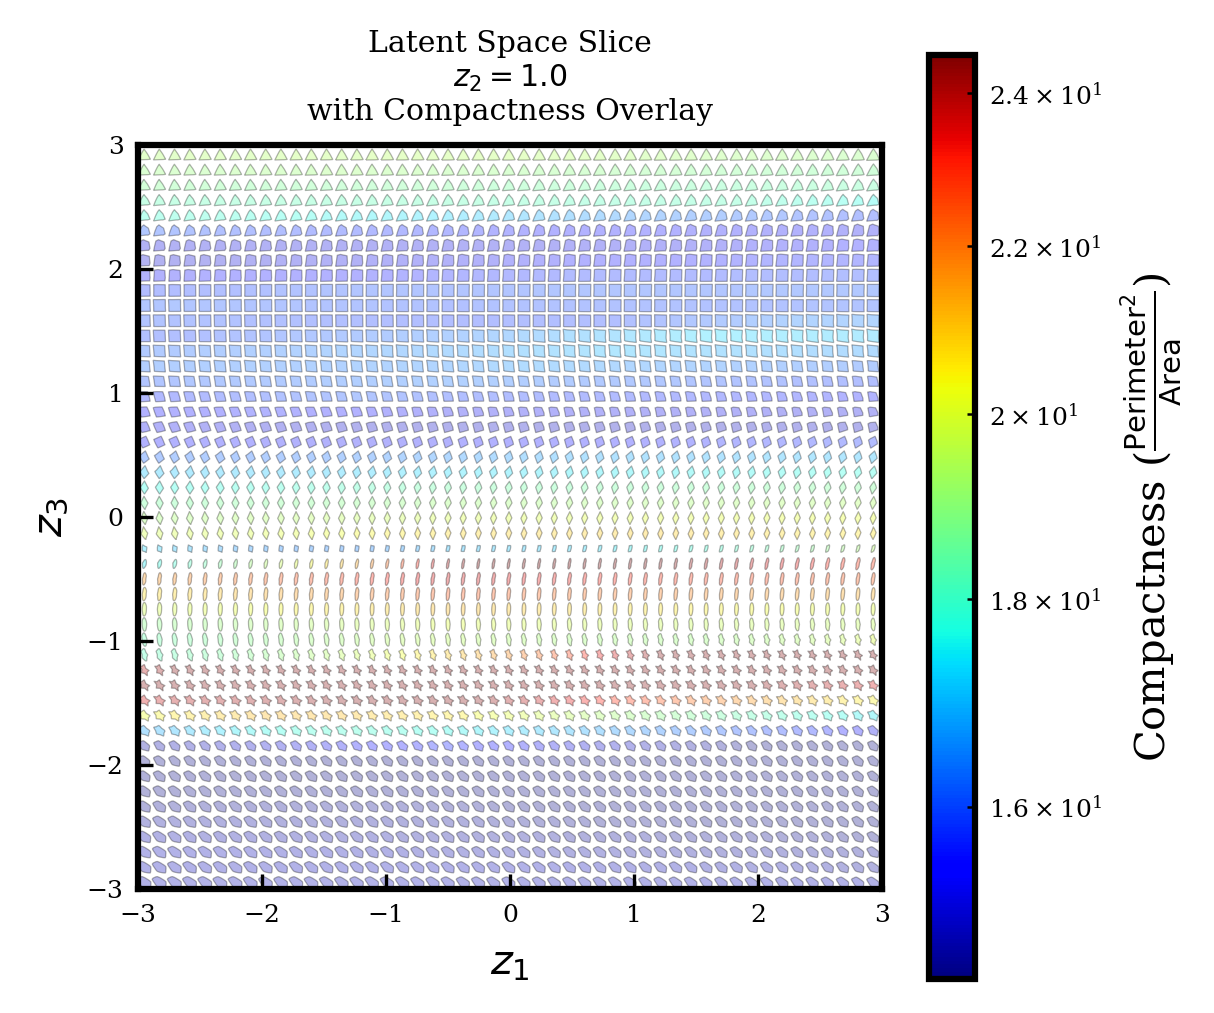 Latent Space Slice
z₂ = 1.0
with Compactness Overlay
3
2
1
0
−1
−2
−3
z₃
−3
−2
−1
0
1
2
3
z₁
2.4 × 10¹
2.2 × 10¹
2 × 10¹
1.8 × 10¹
1.6 × 10¹
Compactness (Perimeter²/Area)